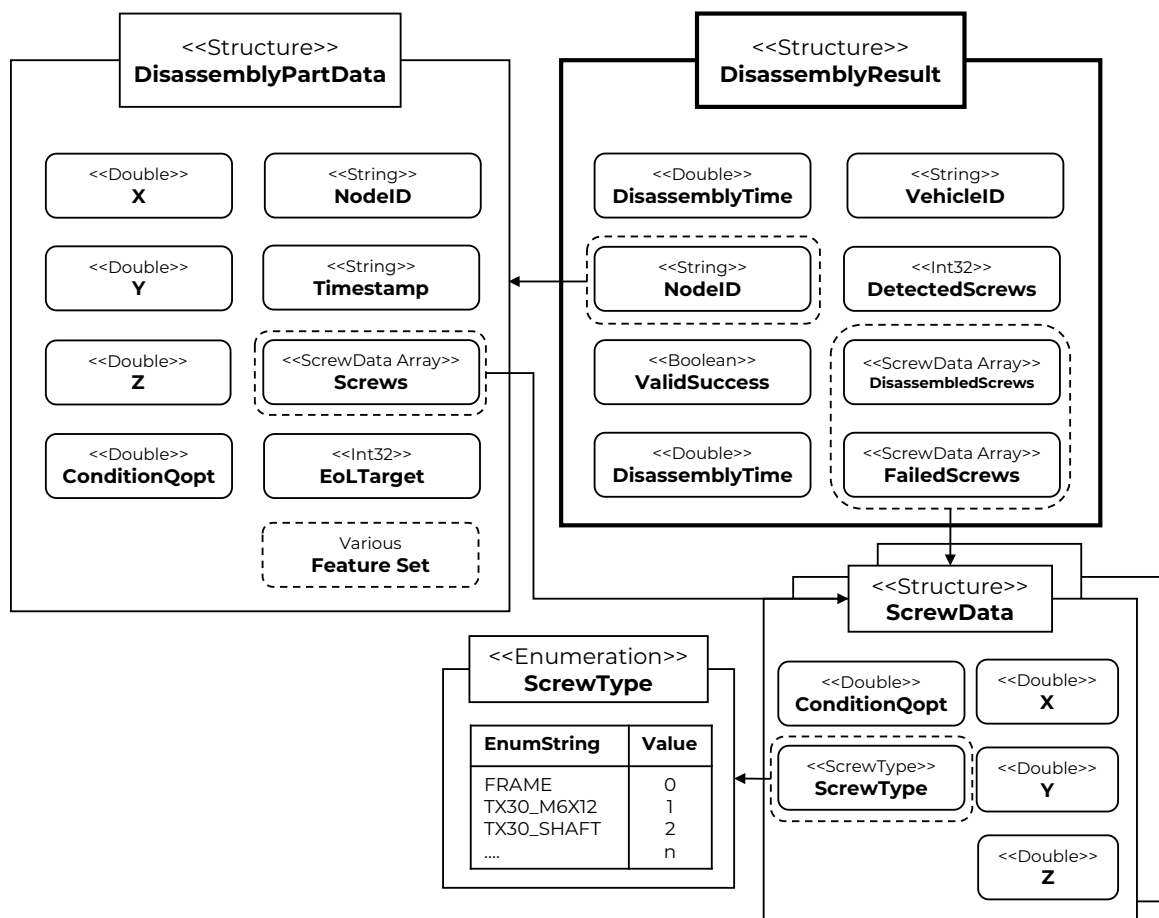 <<Structure>>
DisassemblyPartData
<<Double>>
X
<<String>>
NodeID
<<Double>>
Y
<<String>>
Timestamp
<<Double>>
Z
<<ScrewData Array>>
Screws
<<Double>>
ConditionQopt
<<Int32>>
EoLTarget
Various
Feature Set
<<Structure>>
DisassemblyResult
<<Double>>
DisassemblyTime
<<String>>
VehicleID
<<String>>
NodeID
<<Int32>>
DetectedScrews
<<Boolean>>
ValidSuccess
<<ScrewData Array>>
DisassembledScrews
<<Double>>
DisassemblyTime
<<ScrewData Array>>
FailedScrews
<<Structure>>
ScrewData
<<Double>>
ConditionQopt
<<Double>>
X
<<ScrewType>>
ScrewType
<<Double>>
Y
<<Double>>
Z
<<Enumeration>>
ScrewType
EnumString Value
FRAME 0
TX30_M6X12 1
TX30_SHAFT 2
.... n